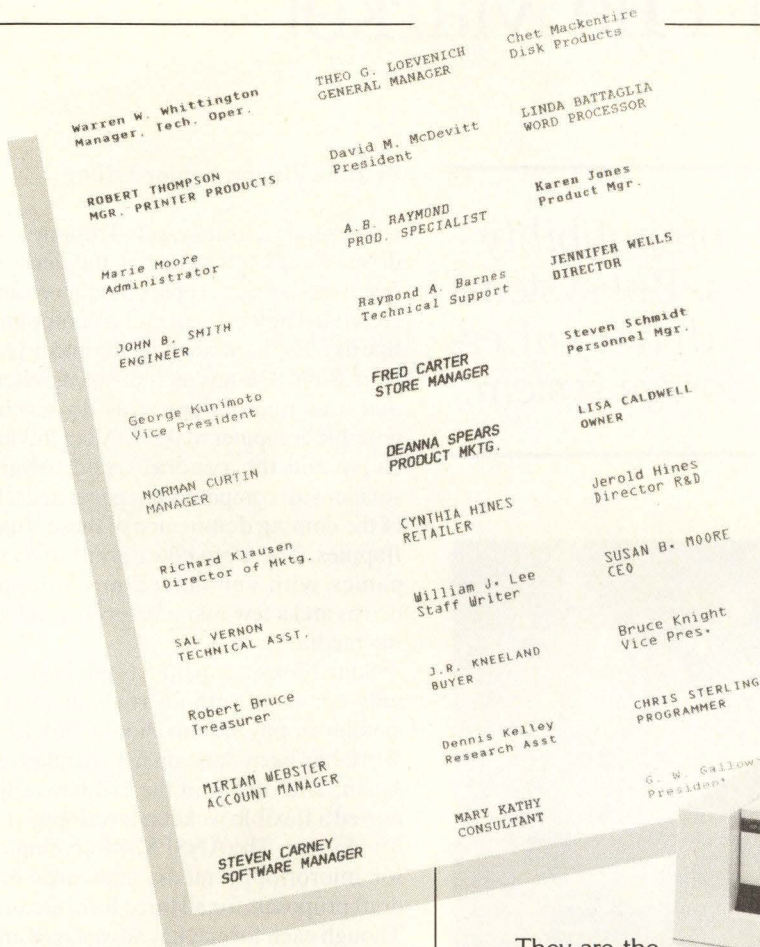 Warren W. Whittington
Manager. Tech. Oper.
ROBERT THOMPSON
MGR. PRINTER PRODUCTS
Marie Moore
Administrator
JOHN B. SMITH
ENGINEER
George Kunimoto
Vice President
NORMAN CURTIN
MANAGER
Richard Klausen
Director of Mktg.
SAL VERNON
TECHNICAL ASST.
Robert Bruce
Treasurer
MIRIAM WEBSTER
ACCOUNT MANAGER
STEVEN CARNEY
SOFTWARE MANAGER
THEO G. LOEVENICH
GENERAL MANAGER
David M. McDevitt
President
A.B. RAYMOND
PROD. SPECIALIST
Raymond A. Barnes
Technical Support
FRED CARTER
STORE MANAGER
DEANNA SPEARS
PRODUCT MKTG.
CYNTHIA HINES
RETAILER
William J. Lee
Staff Writer
J.R. KNEELAND
BUYER
Dennis Kelley
Research Asst
MARY KATHY
CONSULTANT
Chet Mackentire
Disk Products
LINDA BATTAGLIA
WORD PROCESSOR
Karen Jones
Product Mgr.
JENNIFER WELLS
DIRECTOR
Steven Schmidt
Personnel Mgr.
LISA CALDWELL
OWNER
Jerold Hines
Director R&D
SUSAN B. MOORE
CEO
Bruce Knight
Vice Pres.
CHRIS STERLING
PROGRAMMER
G. W. Gallow
President
They are the